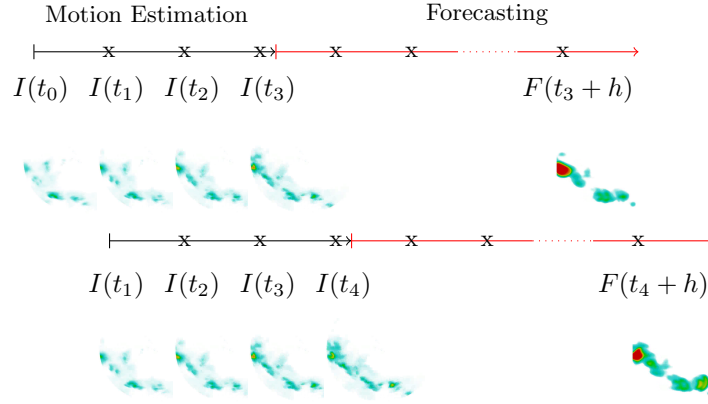 Motion Estimation Forecasting
x x x x x x
I(t₀) I(t₁) I(t₂) I(t₃) F(t₃ + h)
x x x x x x
I(t₁) I(t₂) I(t₃) I(t₄) F(t₄ + h)